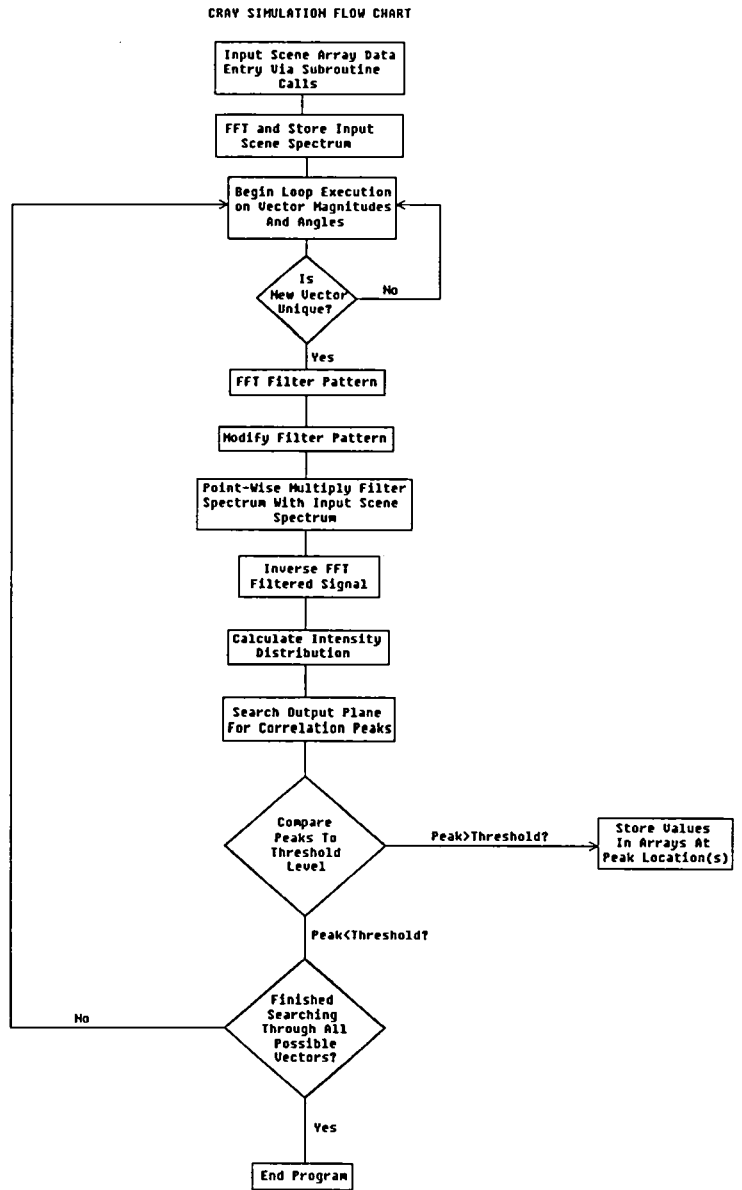 CRAY SIMULATION FLOW CHART
Input Scene Array Data
Entry Via Subroutine
Calls
FFT and Store Input
Scene Spectrum
Begin Loop Execution
on Vector Magnitudes
And Angles
Is
New Vector
Unique?
No
Yes
FFT Filter Pattern
Modify Filter Pattern
Point-Wise Multiply Filter
Spectrum With Input Scene
Spectrum
Inverse FFT
Filtered Signal
Calculate Intensity
Distribution
Search Output Plane
For Correlation Peaks
Compare
Peaks To
Threshold
Level
Peak>Threshold?
Store Values
In Arrays At
Peak Location(s)
Peak<Threshold?
Finished
Searching
Through All
Possible
Vectors?
No
Yes
End Program